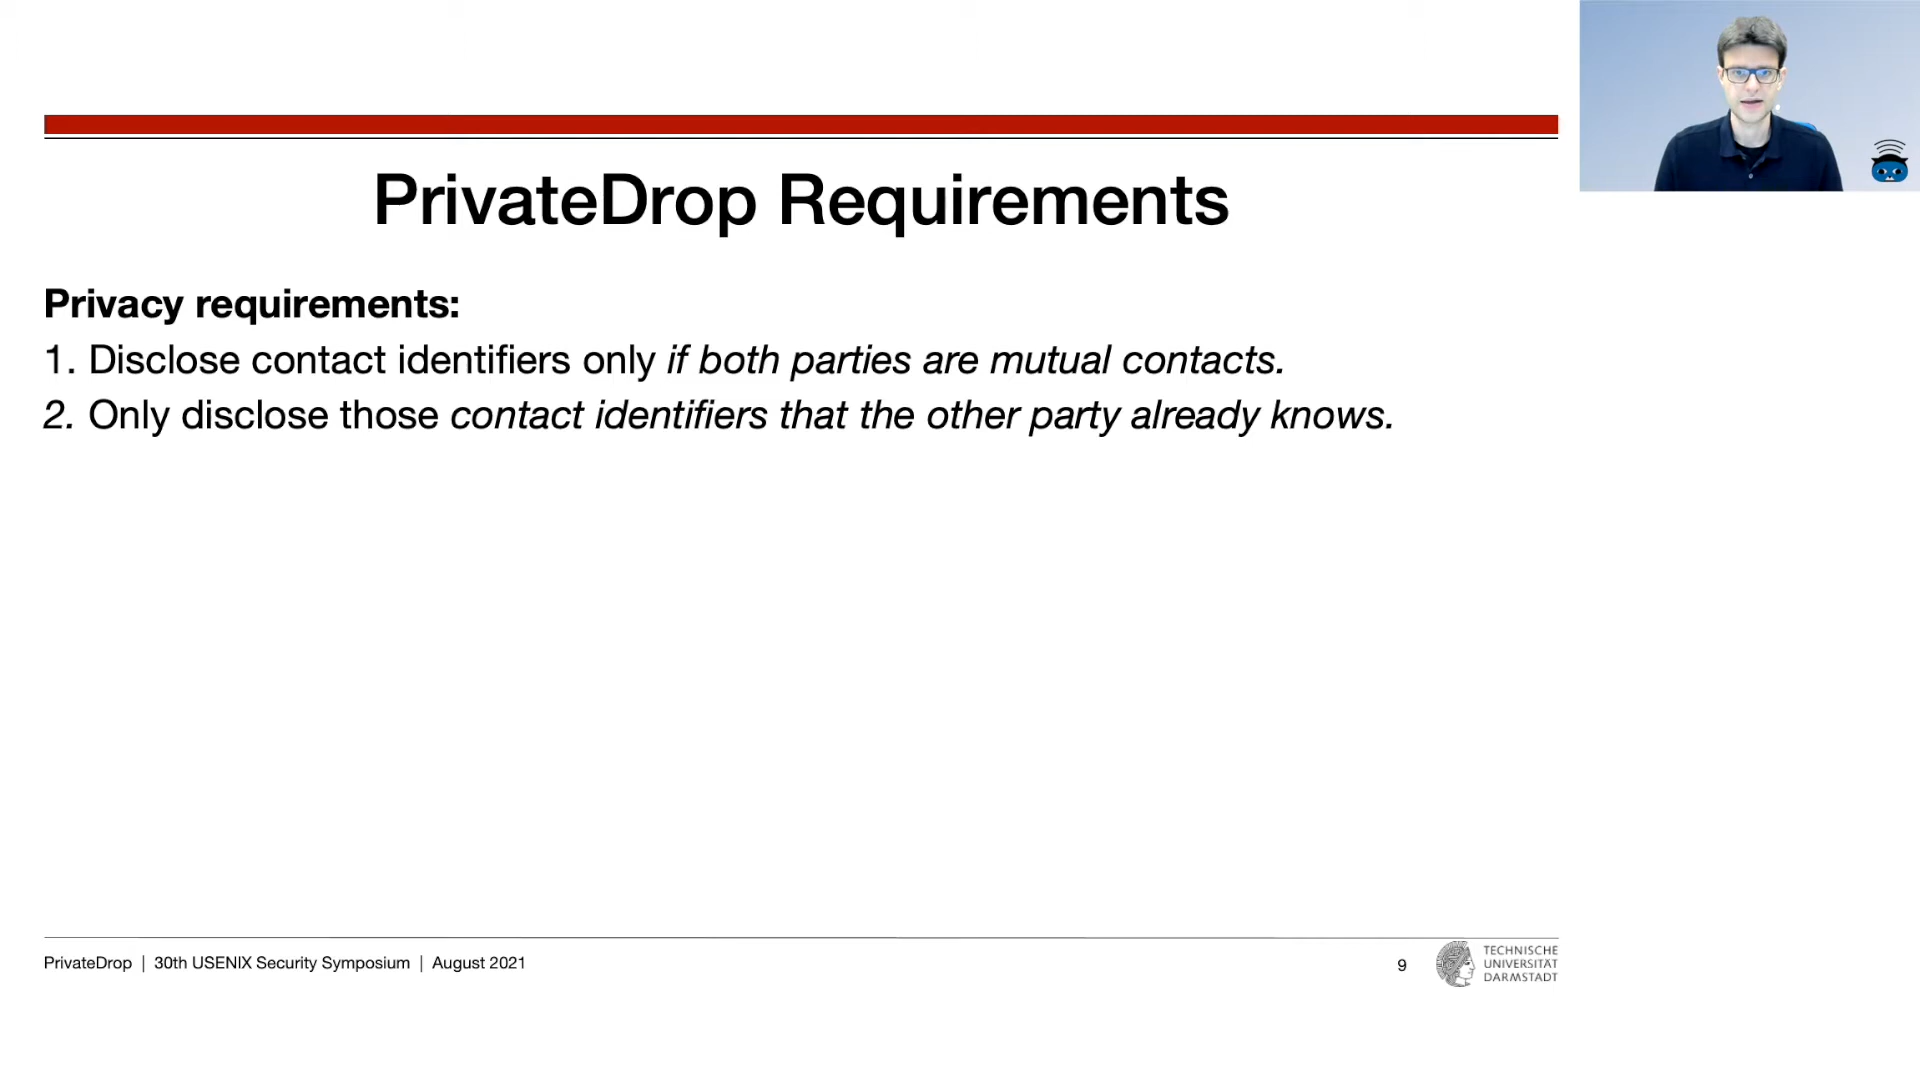 PrivateDrop Requirements
Privacy requirements:
1. Disclose contact identifiers only if both parties are mutual contacts.
2. Only disclose those contact identifiers that the other party already knows.
PrivateDrop | 30th USENIX Security Symposium | August 2021
9
TECHNISCHE
UNIVERSITÄT
DARMSTADT